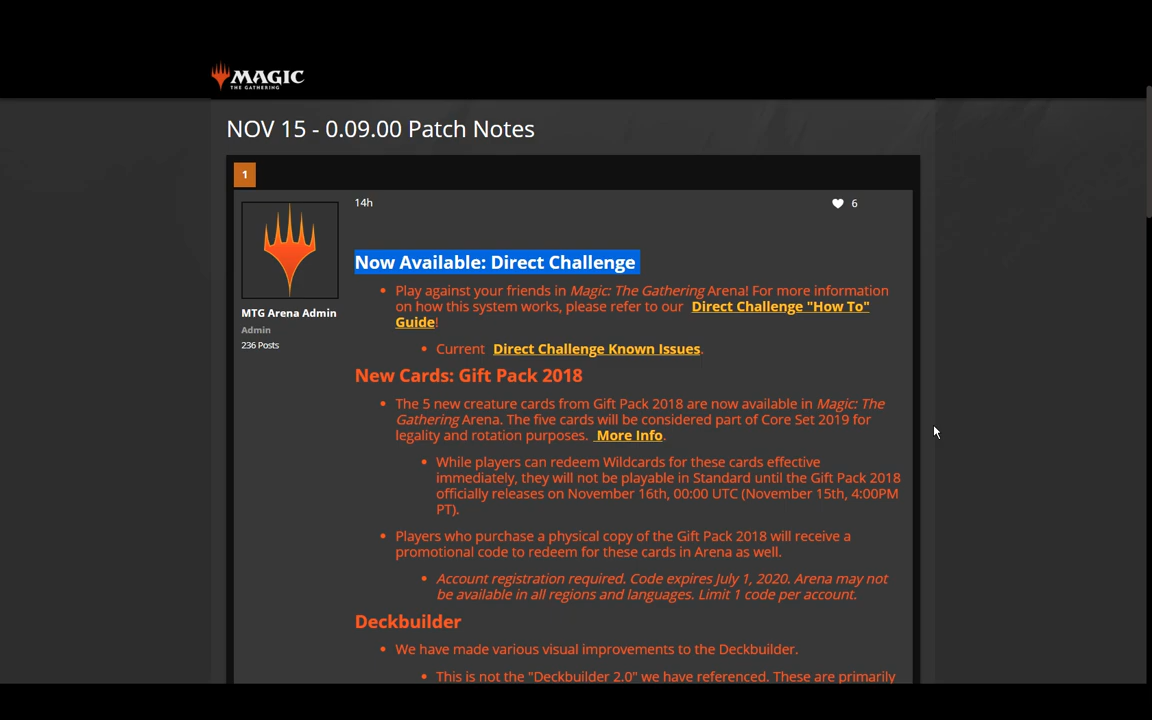 MAGIC
THE GATHERING
NOV 15 - 0.09.00 Patch Notes
1
14h
6
MTG Arena Admin
Admin
236 Posts
Now Available: Direct Challenge
• Play against your friends in Magic: The Gathering Arena! For more information
on how this system works, please refer to our Direct Challenge "How To"
Guide!
• Current Direct Challenge Known Issues.
New Cards: Gift Pack 2018
• The 5 new creature cards from Gift Pack 2018 are now available in Magic: The
Gathering Arena. The five cards will be considered part of Core Set 2019 for
legality and rotation purposes. More Info.
• While players can redeem Wildcards for these cards effective
immediately, they will not be playable in Standard until the Gift Pack 2018
officially releases on November 16th, 00:00 UTC (November 15th, 4:00PM
PT).
• Players who purchase a physical copy of the Gift Pack 2018 will receive a
promotional code to redeem for these cards in Arena as well.
• Account registration required. Code expires July 1, 2020. Arena may not
be available in all regions and languages. Limit 1 code per account.
Deckbuilder
• We have made various visual improvements to the Deckbuilder.
• This is not the "Deckbuilder 2.0" we have referenced. These are primarily